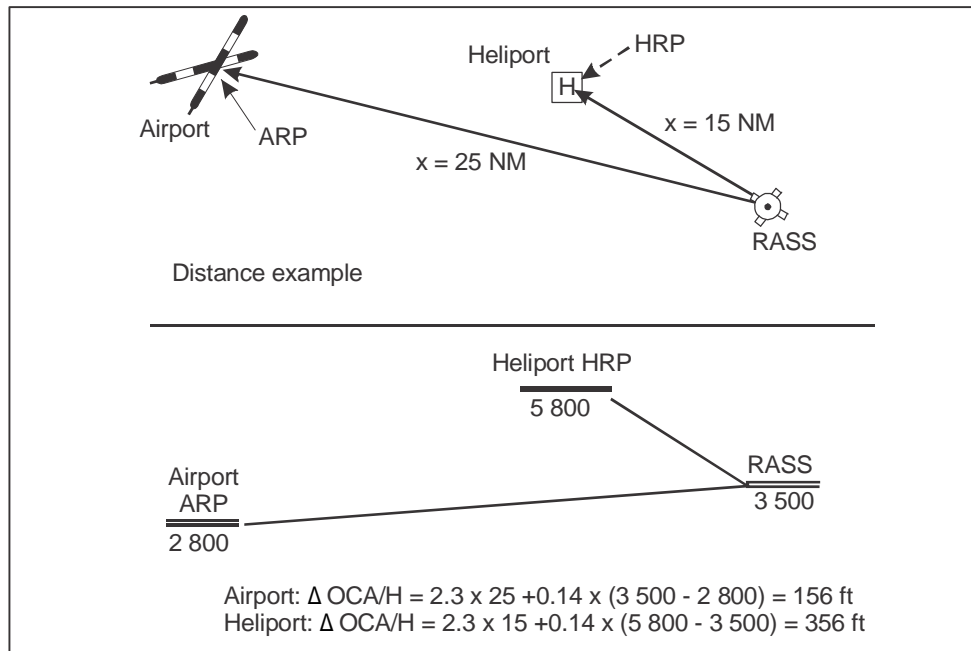 HRP
Heliport
H
Airport
ARP
x = 15 NM
x = 25 NM
RASS
Distance example
Heliport HRP
5 800
RASS
3 500
Airport
ARP
2 800
Airport: Δ OCA/H = 2.3 x 25 +0.14 x (3 500 - 2 800) = 156 ft
Heliport: Δ OCA/H = 2.3 x 15 +0.14 x (5 800 - 3 500) = 356 ft